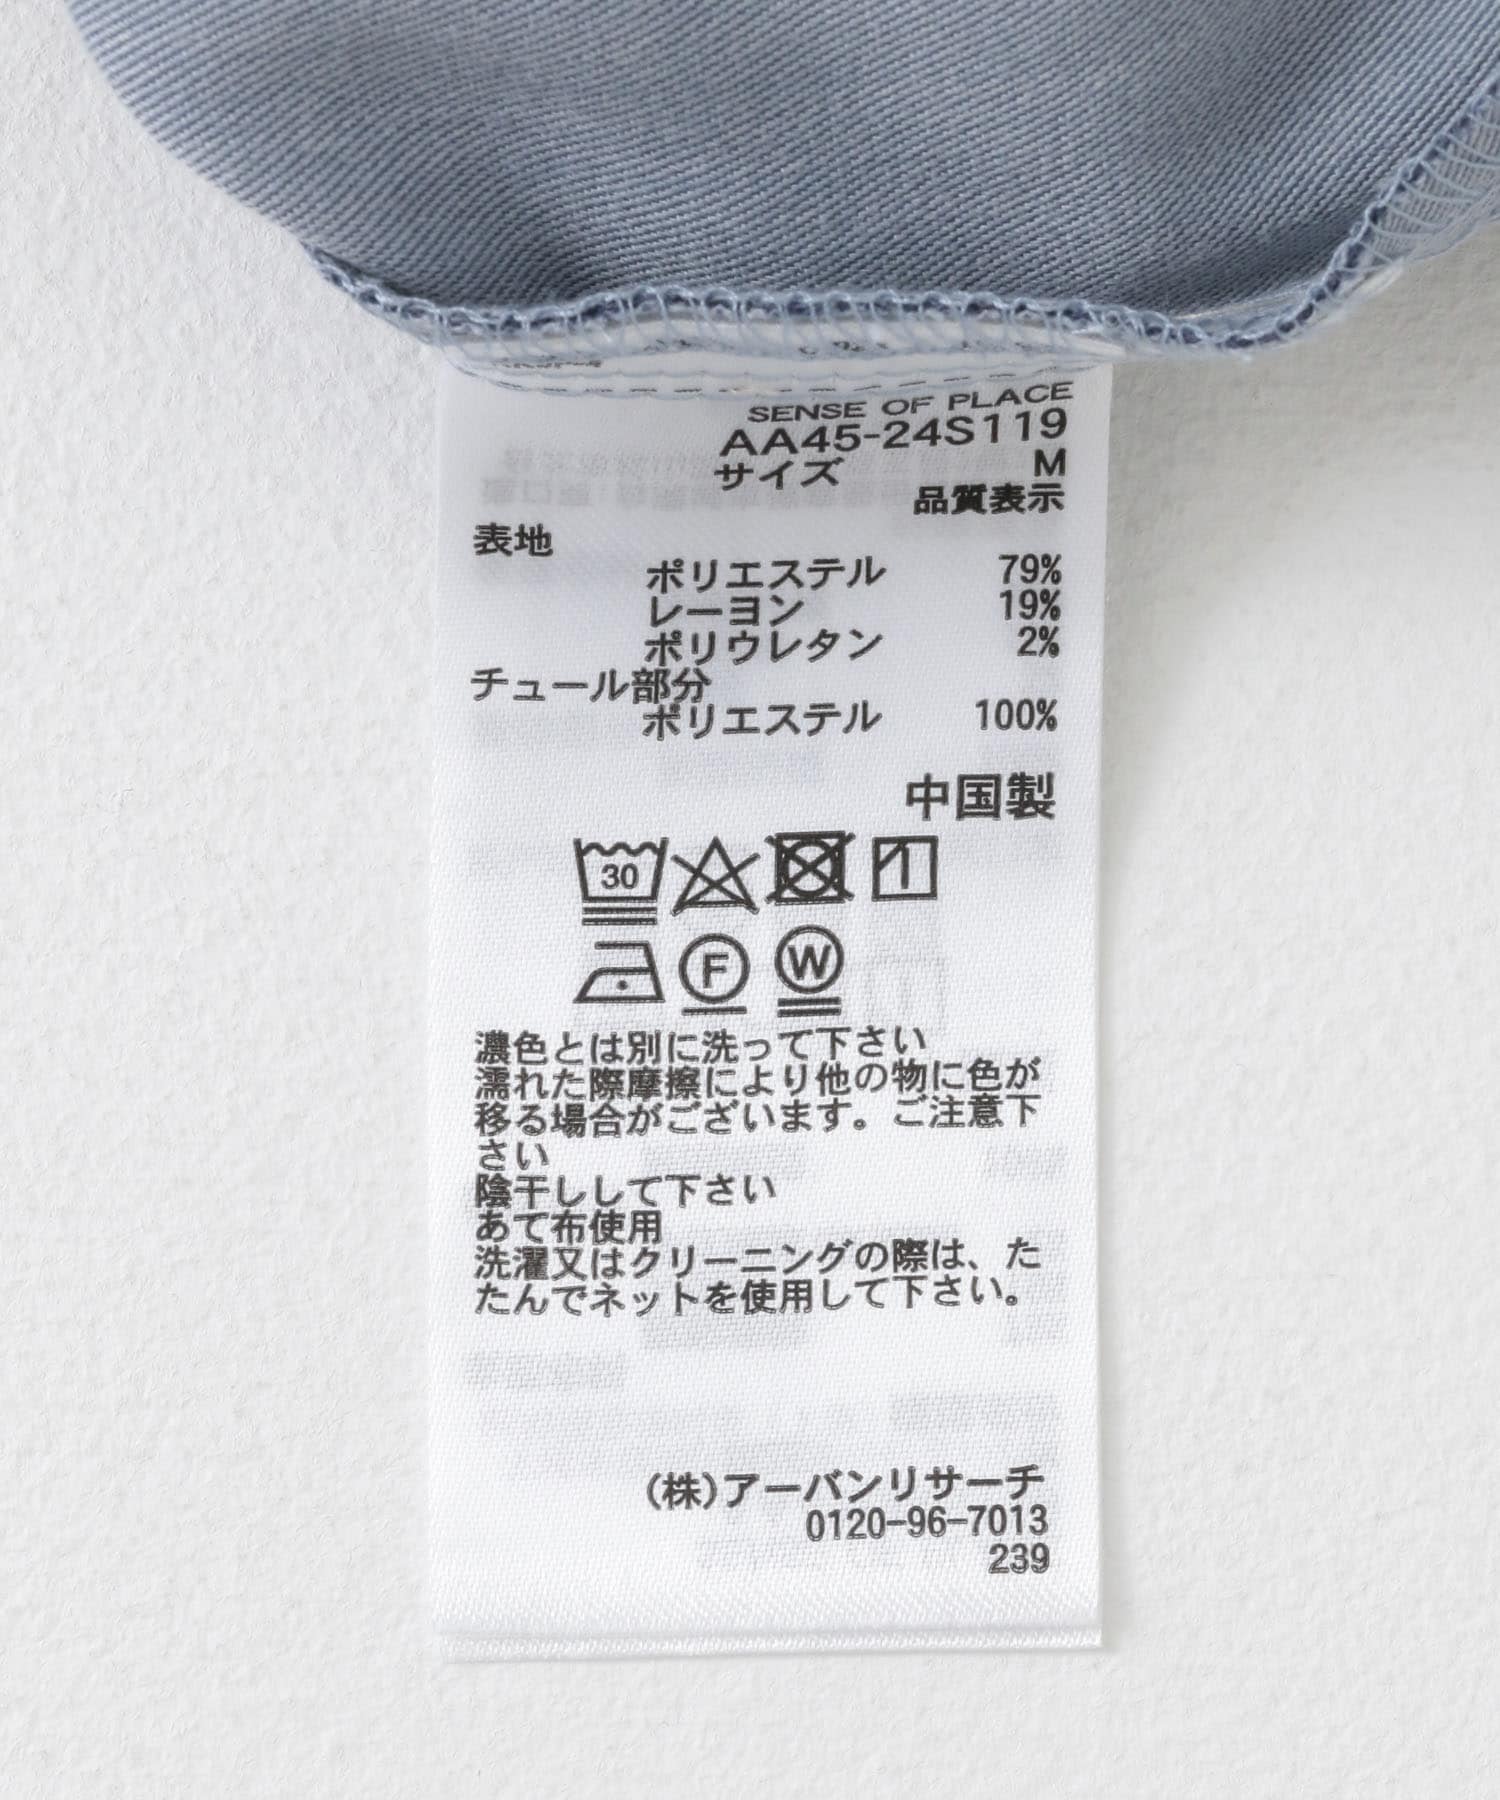 SENSE OF PLACE
AA45-24S119
サイズ M
品質表示
表地
ポリエステル 79%
レーヨン 19%
ポリウレタン 2%
チュール部分
ポリエステル 100%
中国製
30
F W
濃色とは別に洗って下さい
濡れた際摩擦により他の物に色が
移る場合がございます。ご注意下
さい
陰干しして下さい
あて布使用
洗濯又はクリーニングの際は、た
たんでネットを使用して下さい。
(株)アーバンリサーチ
0120-96-7013
239